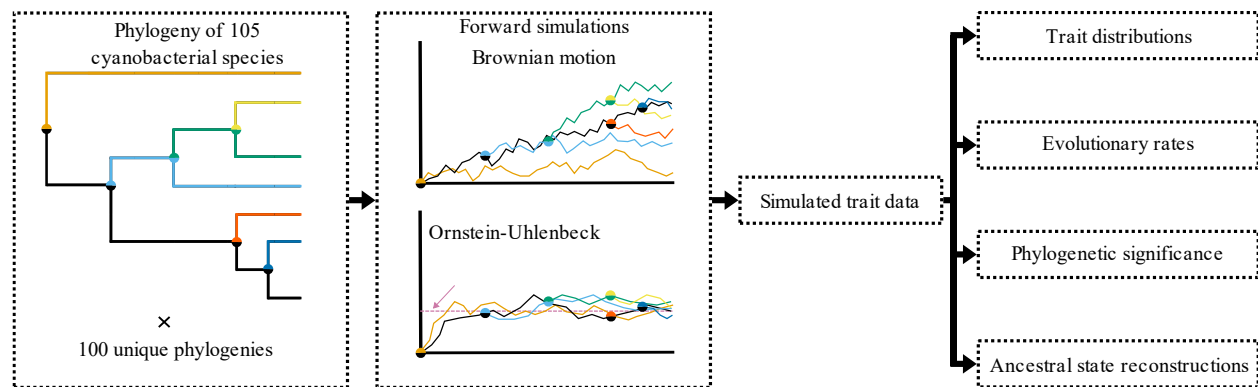 Phylogeny of 105
cyanobacterial species
×
100 unique phylogenies
Forward simulations
Brownian motion
Ornstein-Uhlenbeck
Simulated trait data
Trait distributions
Evolutionary rates
Phylogenetic significance
Ancestral state reconstructions